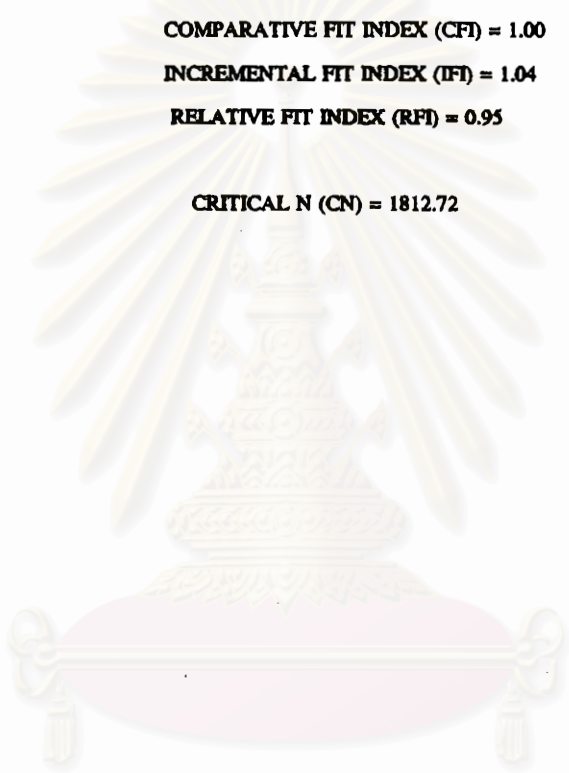 COMPARATIVE FIT INDEX (CFI) = 1.00
INCREMENTAL FIT INDEX (IFI) = 1.04
RELATIVE FIT INDEX (RFI) = 0.95
CRITICAL N (CN) = 1812.72